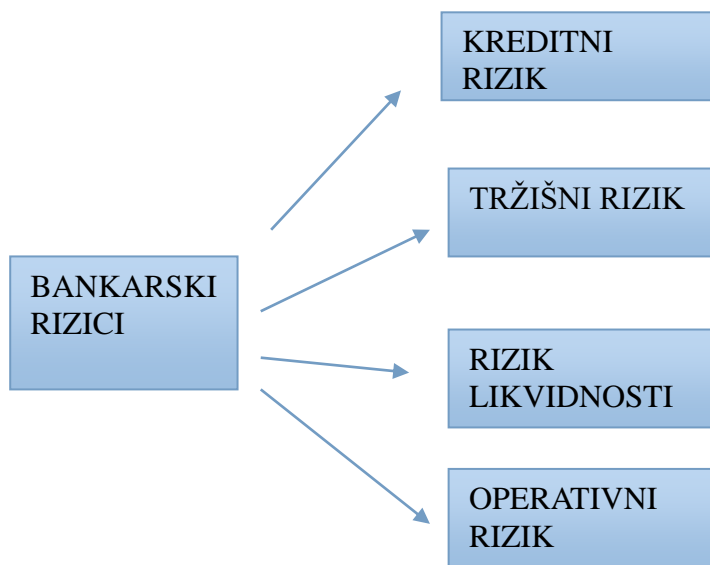 KREDITNI
RIZIK
TRŽIŠNI RIZIK
BANKARSKI
RIZICI
RIZIK
LIKVIDNOSTI
OPERATIVNI
RIZIK